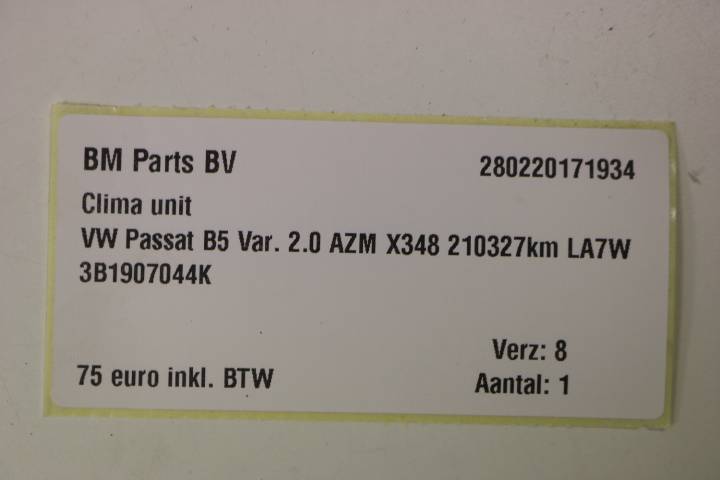 BM Parts BV 280220171934
Clima unit
VW Passat B5 Var. 2.0 AZM X348 210327km LA7W
3B1907044K
Verz: 8
75 euro inkl. BTW Aantal: 1